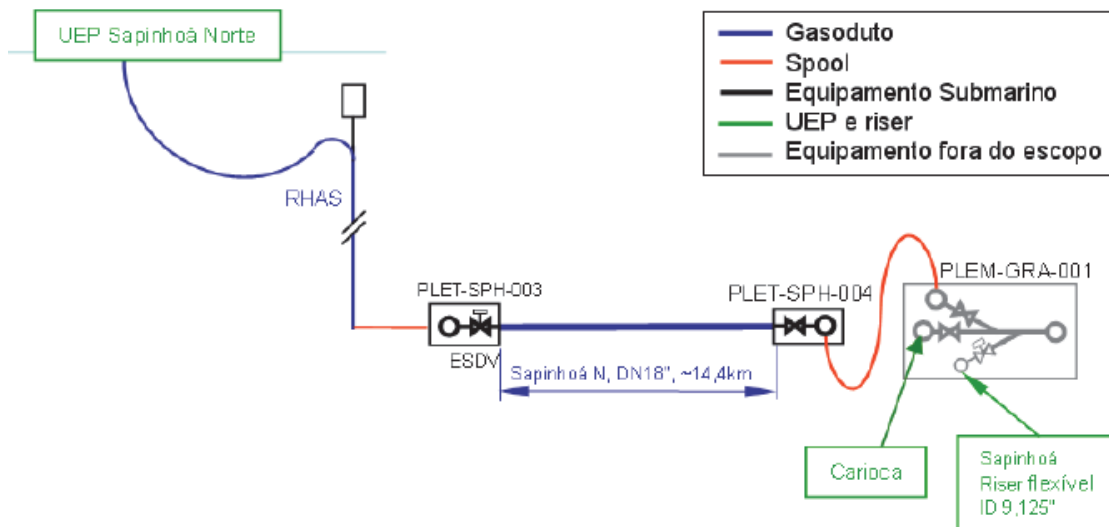 UEP Sapinhoá Norte
Gasoduto
Spool
Equipamento Submarino
UEP e riser
Equipamento fora do escopo
RHAS
PLET-SPH-003
ESDV
PLET-SPH-004
PLEM-GRA-001
Sapinhoá N, DN18", ~14,4km
Carioca
Sapinhoá
Riser flexível
ID 9,125"